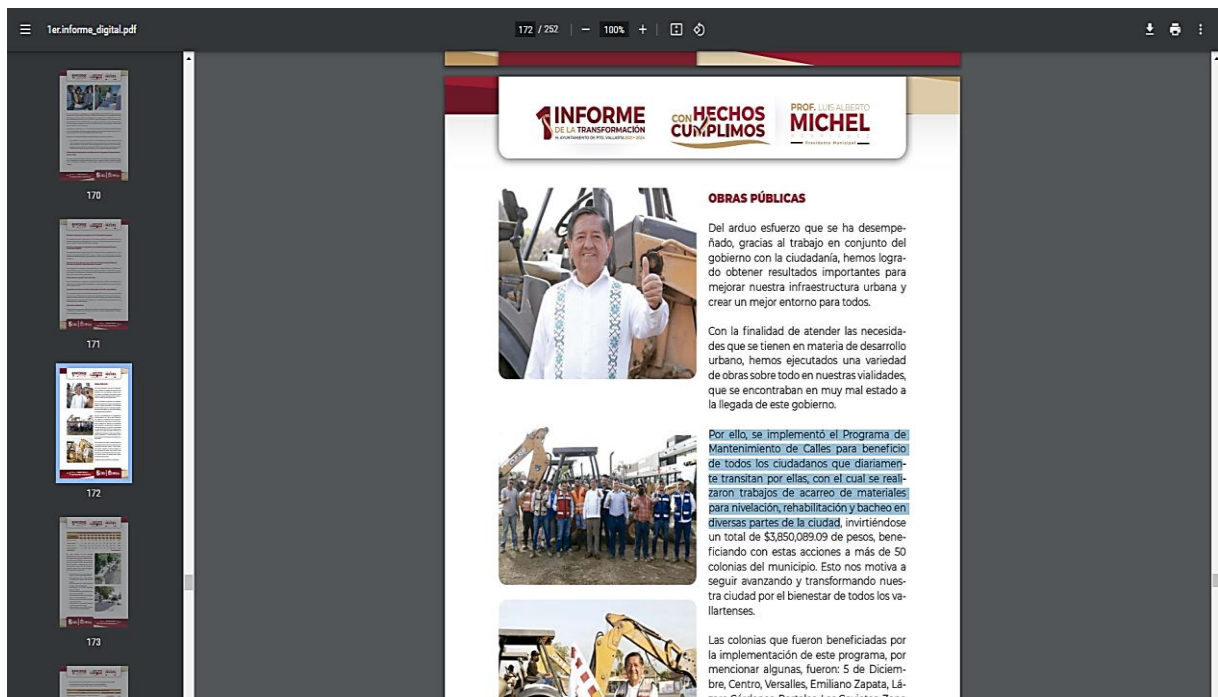 1er.informe_digital.pdf
172 / 252
100%
170
171
172
173
1 INFORME
DE LA TRANSFORMACIÓN
CON HECHOS
CUMPLIMOS
PROF. LUIS ALBERTO
MICHEL
Presidente Municipal
OBRAS PÚBLICAS
Del arduo esfuerzo que se ha desempe-
ñado, gracias al trabajo en conjunto del
gobierno con la ciudadanía, hemos logra-
do obtener resultados importantes para
mejorar nuestra infraestructura urbana y
crear un mejor entorno para todos.
Con la finalidad de atender las necesida-
des que se tienen en materia de desarrollo
urbano, hemos ejecutados una variedad
de obras sobre todo en nuestras vialidades,
que se encontraban en muy mal estado a
la llegada de este gobierno.
Por ello, se implementó el Programa de
Mantenimiento de Calles para beneficio
de todos los ciudadanos que diariamen-
te transitan por ellas, con el cual se reali-
zaron trabajos de acarreo de materiales
para nivelación, rehabilitación y bacheo en
diversas partes de la ciudad, invirtiéndose
un total de $3,850,089.09 de pesos, bene-
ficiando con estas acciones a más de 50
colonias del municipio. Esto nos motiva a
seguir avanzando y transformando nues-
tra ciudad por el bienestar de todos los va-
llartenses.
Las colonias que fueron beneficiadas por
la implementación de este programa, por
mencionar algunas, fueron: 5 de Diciem-
bre, Centro, Versalles, Emiliano Zapata, Lá-